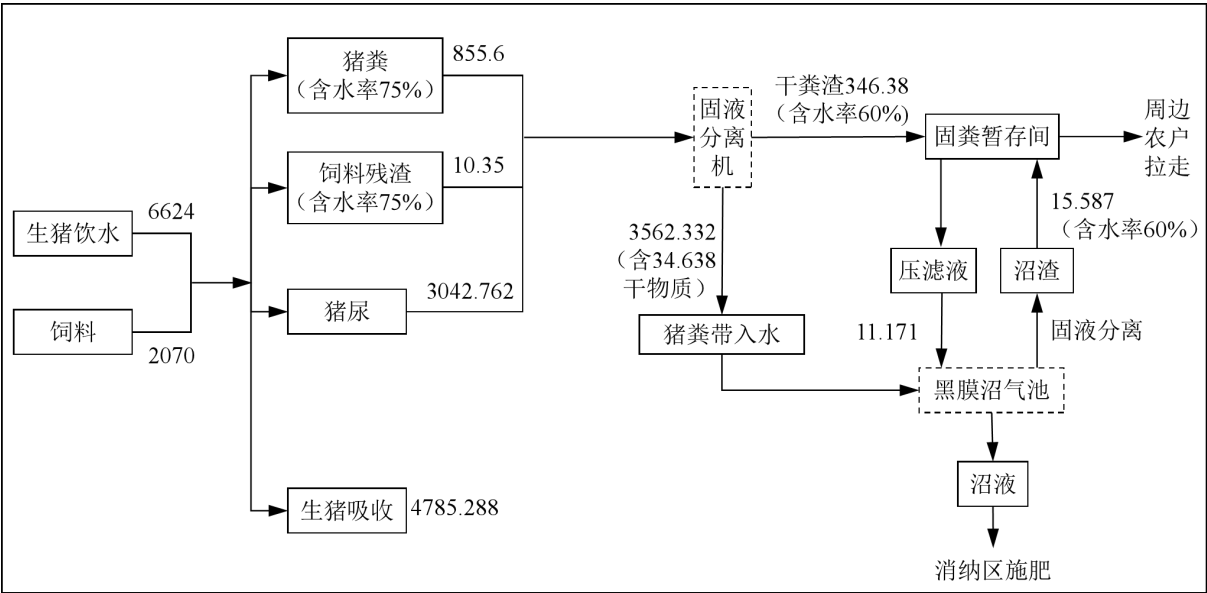 生猪饮水
6624
饲料
2070
猪粪
（含水率75%）
855.6
饲料残渣
（含水率75%）
10.35
猪尿
3042.762
生猪吸收
4785.288
固液
分离
机
干粪渣346.38
（含水率60%）
固粪暂存间
周边
农户
拉走
3562.332
（含34.638
干物质）
猪粪带入水
压滤液
11.171
15.587
（含水率60%）
沼渣
固液分离
黑膜沼气池
沼液
消纳区施肥